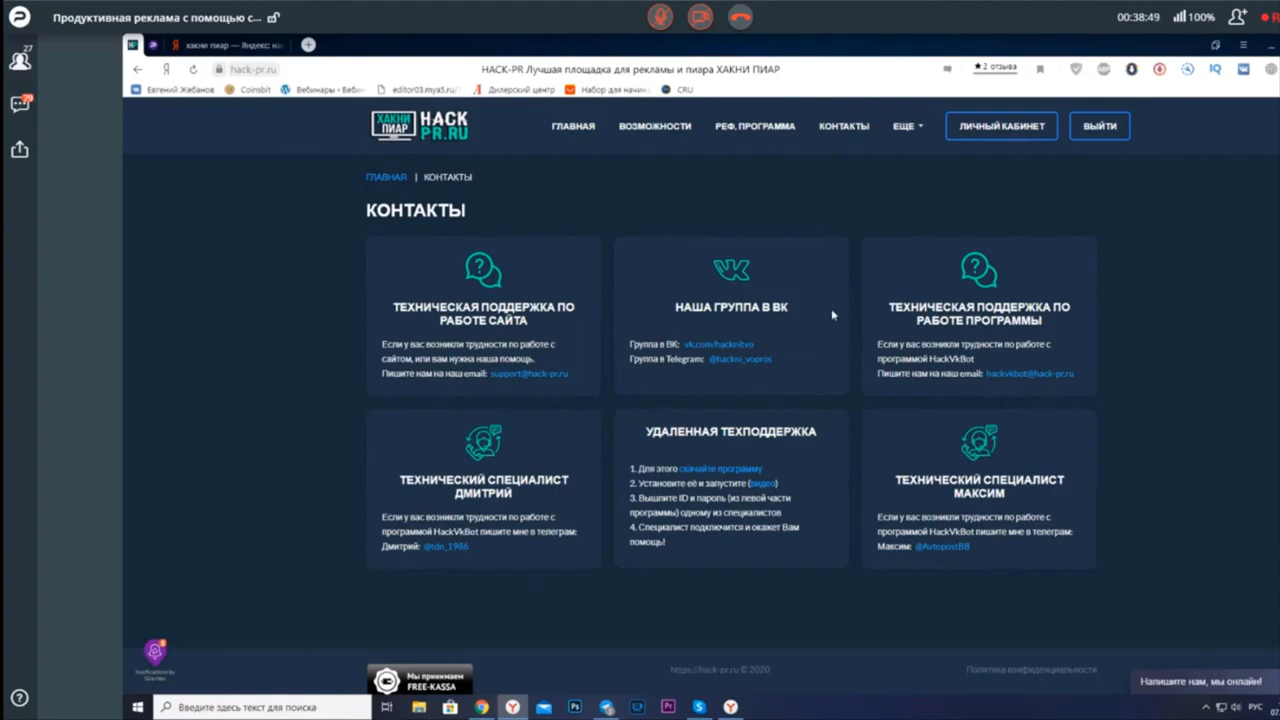 Продуктивная реклама с помощью с...
00:38:49
100%
27
хакни пиар — Яндекс: на
hack-pr.ru
HACK-PR Лучшая площадка для рекламы и пиара ХАКНИ ПИАР
★ 2 отзыва
Евгений Жебанов
Coinsbit
Вебинары • Веби
editor03.mya5.ru/
Дилерский центр
Набор для начин
CRU
ХАКНИ ПИАР HACK PR.RU
ГЛАВНАЯ
ВОЗМОЖНОСТИ
РЕФ. ПРОГРАММА
КОНТАКТЫ
ЕЩЕ
ЛИЧНЫЙ КАБИНЕТ
ВЫЙТИ
ГЛАВНАЯ | КОНТАКТЫ
КОНТАКТЫ
ТЕХНИЧЕСКАЯ ПОДДЕРЖКА ПО
РАБОТЕ САЙТА
Если у вас возникли трудности по работе с
сайтом, или вам нужна наша помощь.
Пишите нам на наш email: support@hack-pr.ru
НАША ГРУППА В ВК
Группа в ВК: vk.com/hacknitvo
Группа в Telegram: @hackni_vopros
ТЕХНИЧЕСКАЯ ПОДДЕРЖКА ПО
РАБОТЕ ПРОГРАММЫ
Если у вас возникли трудности по работе с
программой HackVkBot
Пишите нам на наш email: hackvkbot@hack-pr.ru
ТЕХНИЧЕСКИЙ СПЕЦИАЛИСТ
ДМИТРИЙ
Если у вас возникли трудности по работе с
программой HackVkBot пишите мне в телеграм:
Дмитрий: @tdn_1986
УДАЛЕННАЯ ТЕХПОДДЕРЖКА
1. Для этого скачайте программу
2. Установите её и запустите (видео)
3. Вышлите ID и пароль (из левой части
программы) одному из специалистов
4. Специалист подключится и окажет Вам
помощь!
ТЕХНИЧЕСКИЙ СПЕЦИАЛИСТ
МАКСИМ
Если у вас возникли трудности по работе с
программой HackVkBot пишите мне в телеграм:
Максим: @AvtopostBB
Мы принимаем
FREE-KASSA
https://hack-pr.ru © 2020
Политика конфиденциальности
Напишите нам, мы онлайн!
Введите здесь текст для поиска
РУС